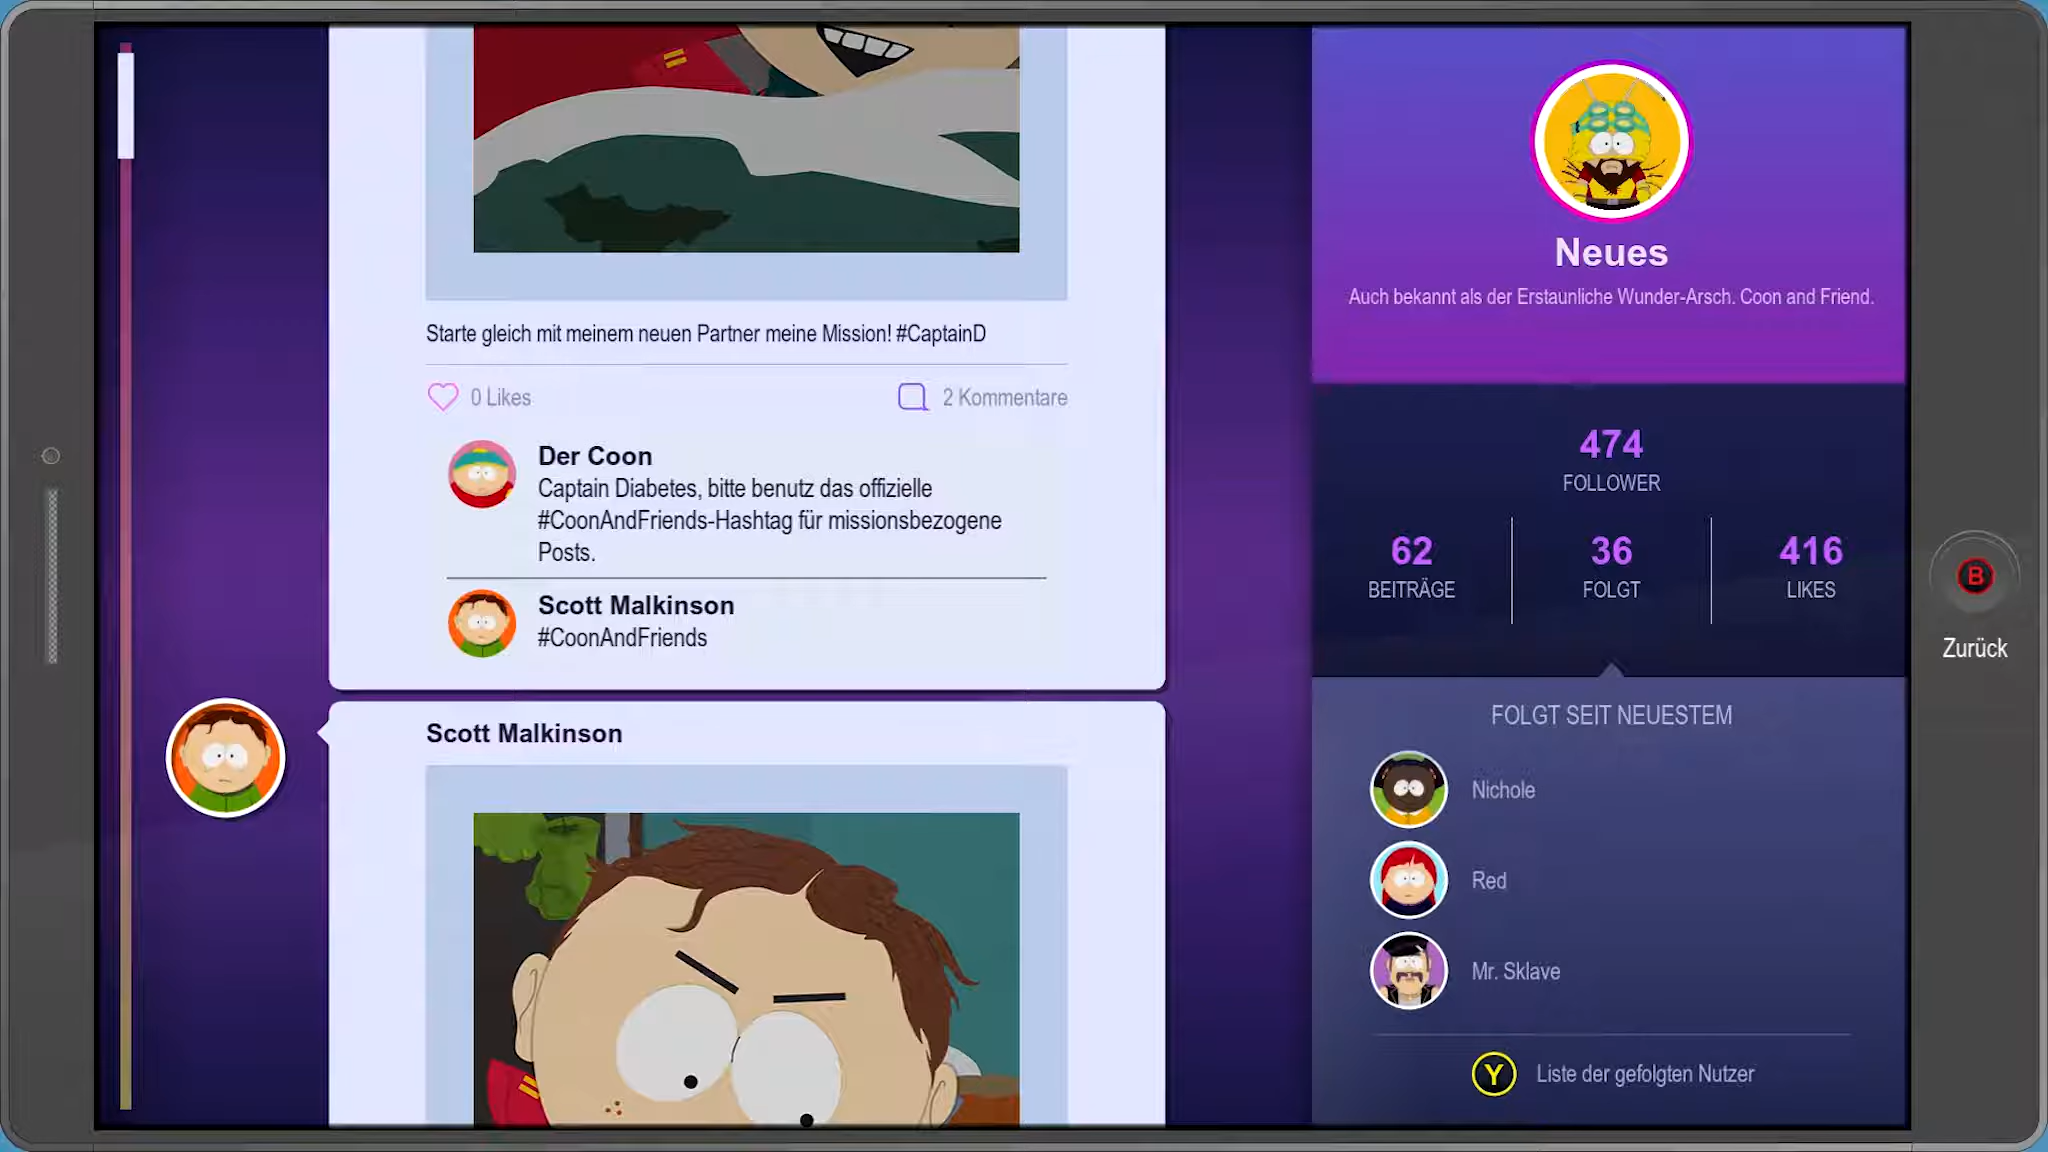 Starte gleich mit meinem neuen Partner meine Mission! #CaptainD
0 Likes
2 Kommentare
Der Coon
Captain Diabetes, bitte benutz das offizielle
#CoonAndFriends-Hashtag für missionsbezogene
Posts.
Scott Malkinson
#CoonAndFriends
Scott Malkinson
Neues
Auch bekannt als der Erstaunliche Wunder-Arsch. Coon and Friend.
474
FOLLOWER
62
BEITRÄGE
36
FOLGT
416
LIKES
FOLGT SEIT NEUESTEM
Nichole
Red
Mr. Sklave
Y Liste der gefolgten Nutzer
B
Zurück